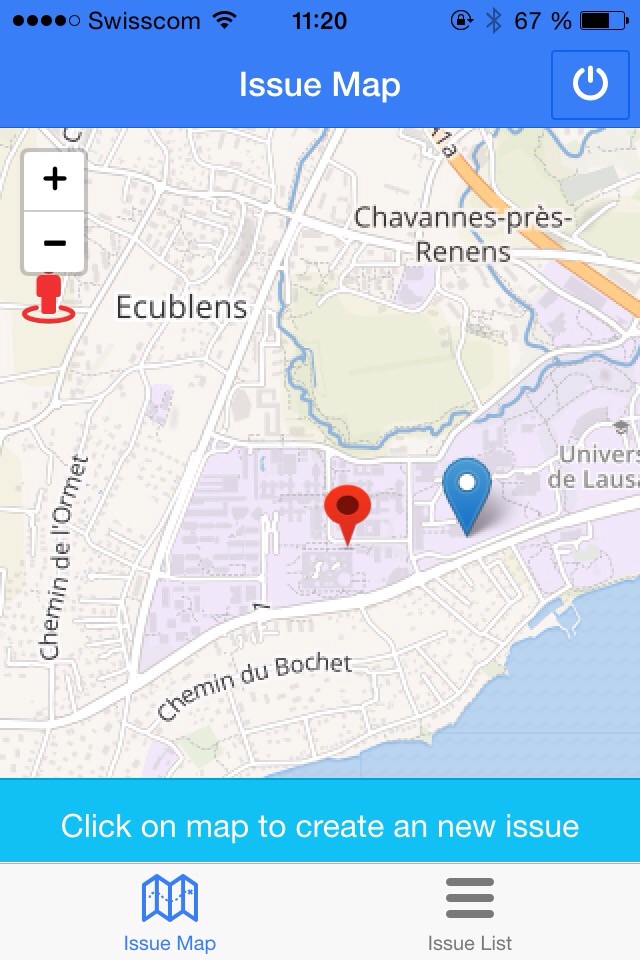 Swisscom 11:20 67 %
Issue Map
A1a
+
Chavannes-près-
Renens
−
Ecublens
Univers
de Lausa
Chemin de l'Ormet
Chemin du Bochet
Click on map to create an new issue
Issue Map
Issue List